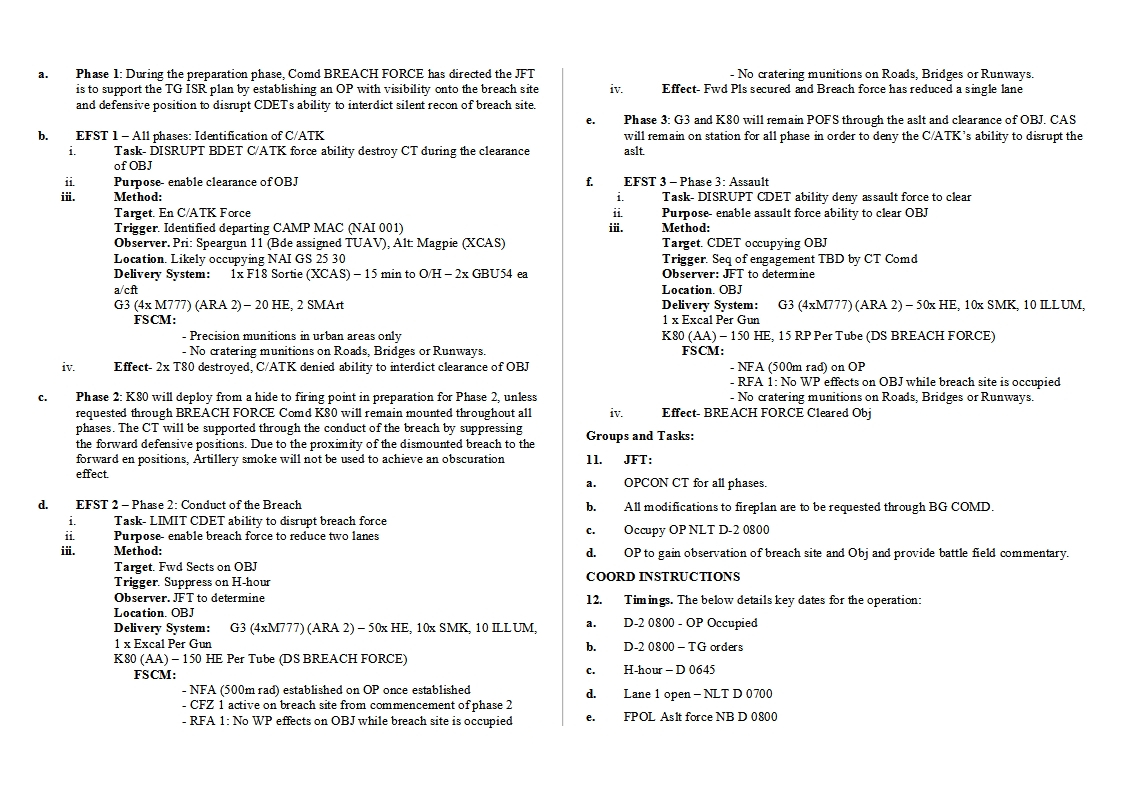 a. Phase 1: During the preparation phase, Comd BREACH FORCE has directed the JFT
is to support the TG ISR plan by establishing an OP with visibility onto the breach site
and defensive position to disrupt CDETs ability to interdict silent recon of breach site.
b. EFST 1 – All phases: Identification of C/ATK
i. Task- DISRUPT BDET C/ATK force ability destroy CT during the clearance
of OBJ
ii. Purpose- enable clearance of OBJ
iii. Method:
Target. En C/ATK Force
Trigger. Identified departing CAMP MAC (NAI 001)
Observer. Pri: Speargun 11 (Bde assigned TUAV), Alt: Magpie (XCAS)
Location. Likely occupying NAI GS 25 30
Delivery System: 1x F18 Sortie (XCAS) – 15 min to O/H – 2x GBU54 ea
a/cft
G3 (4x M777) (ARA 2) – 20 HE, 2 SMArt
FSCM:
- Precision munitions in urban areas only
- No cratering munitions on Roads, Bridges or Runways.
iv. Effect- 2x T80 destroyed, C/ATK denied ability to interdict clearance of OBJ
c. Phase 2: K80 will deploy from a hide to firing point in preparation for Phase 2, unless
requested through BREACH FORCE Comd K80 will remain mounted throughout all
phases. The CT will be supported through the conduct of the breach by suppressing
the forward defensive positions. Due to the proximity of the dismounted breach to the
forward en positions, Artillery smoke will not be used to achieve an obscuration
effect.
d. EFST 2 – Phase 2: Conduct of the Breach
i. Task- LIMIT CDET ability to disrupt breach force
ii. Purpose- enable breach force to reduce two lanes
iii. Method:
Target. Fwd Sects on OBJ
Trigger. Suppress on H-hour
Observer. JFT to determine
Location. OBJ
Delivery System: G3 (4xM777) (ARA 2) – 50x HE, 10x SMK, 10 ILLUM,
1 x Excal Per Gun
K80 (AA) – 150 HE Per Tube (DS BREACH FORCE)
FSCM:
- NFA (500m rad) established on OP once established
- CFZ 1 active on breach site from commencement of phase 2
- RFA 1: No WP effects on OBJ while breach site is occupied
- No cratering munitions on Roads, Bridges or Runways.
iv. Effect- Fwd Pls secured and Breach force has reduced a single lane
e. Phase 3: G3 and K80 will remain POFS through the aslt and clearance of OBJ. CAS
will remain on station for all phase in order to deny the C/ATK’s ability to disrupt the
aslt.
f. EFST 3 – Phase 3: Assault
i. Task- DISRUPT CDET ability deny assault force to clear
ii. Purpose- enable assault force ability to clear OBJ
iii. Method:
Target. CDET occupying OBJ
Trigger. Seq of engagement TBD by CT Comd
Observer: JFT to determine
Location. OBJ
Delivery System: G3 (4xM777) (ARA 2) – 50x HE, 10x SMK, 10 ILLUM,
1 x Excal Per Gun
K80 (AA) – 150 HE, 15 RP Per Tube (DS BREACH FORCE)
FSCM:
- NFA (500m rad) on OP
- RFA 1: No WP effects on OBJ while breach site is occupied
- No cratering munitions on Roads, Bridges or Runways.
iv. Effect- BREACH FORCE Cleared Obj
Groups and Tasks:
11. JFT:
a. OPCON CT for all phases.
b. All modifications to fireplan are to be requested through BG COMD.
c. Occupy OP NLT D-2 0800
d. OP to gain observation of breach site and Obj and provide battle field commentary.
COORD INSTRUCTIONS
12. Timings. The below details key dates for the operation:
a. D-2 0800 - OP Occupied
b. D-2 0800 – TG orders
c. H-hour – D 0645
d. Lane 1 open – NLT D 0700
e. FPOL Aslt force NB D 0800